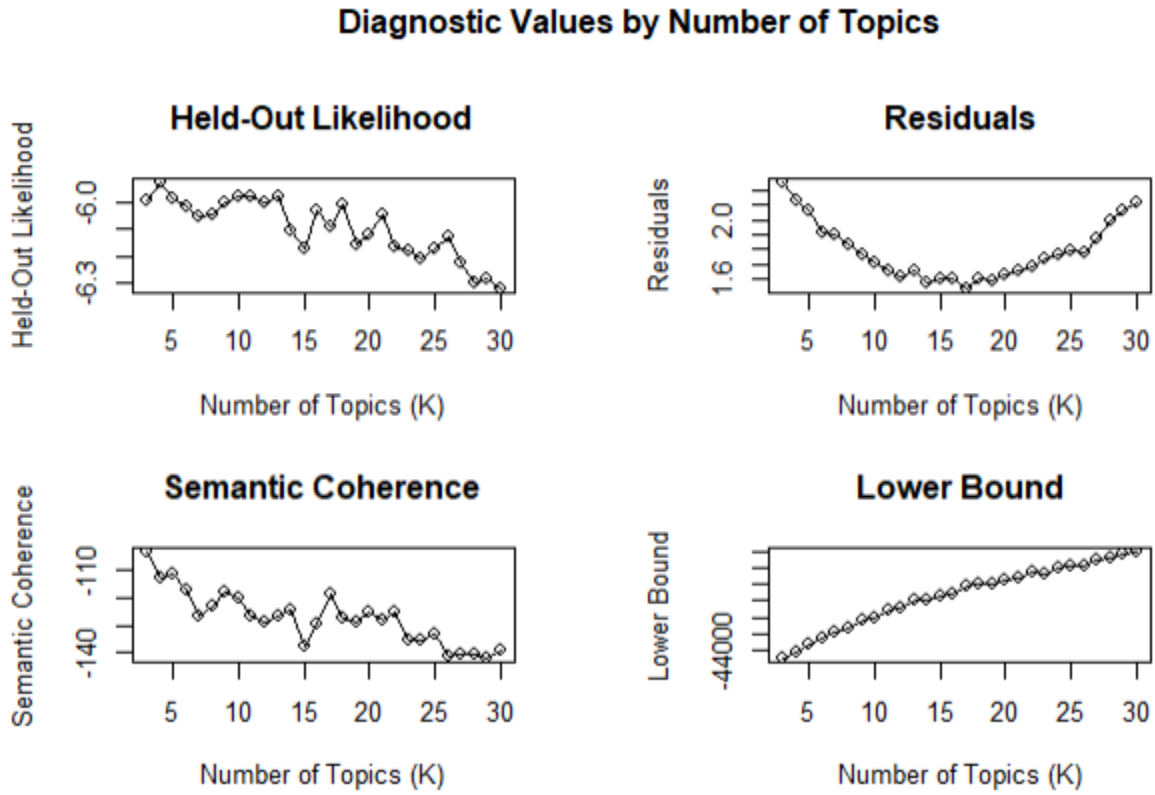 Diagnostic Values by Number of Topics
Held-Out Likelihood
Held-Out Likelihood
-6.0
-6.3
5 10 15 20 25 30
Number of Topics (K)
Residuals
Residuals
2.0
1.6
5 10 15 20 25 30
Number of Topics (K)
Semantic Coherence
Semantic Coherence
-110
-140
5 10 15 20 25 30
Number of Topics (K)
Lower Bound
Lower Bound
-44000
5 10 15 20 25 30
Number of Topics (K)